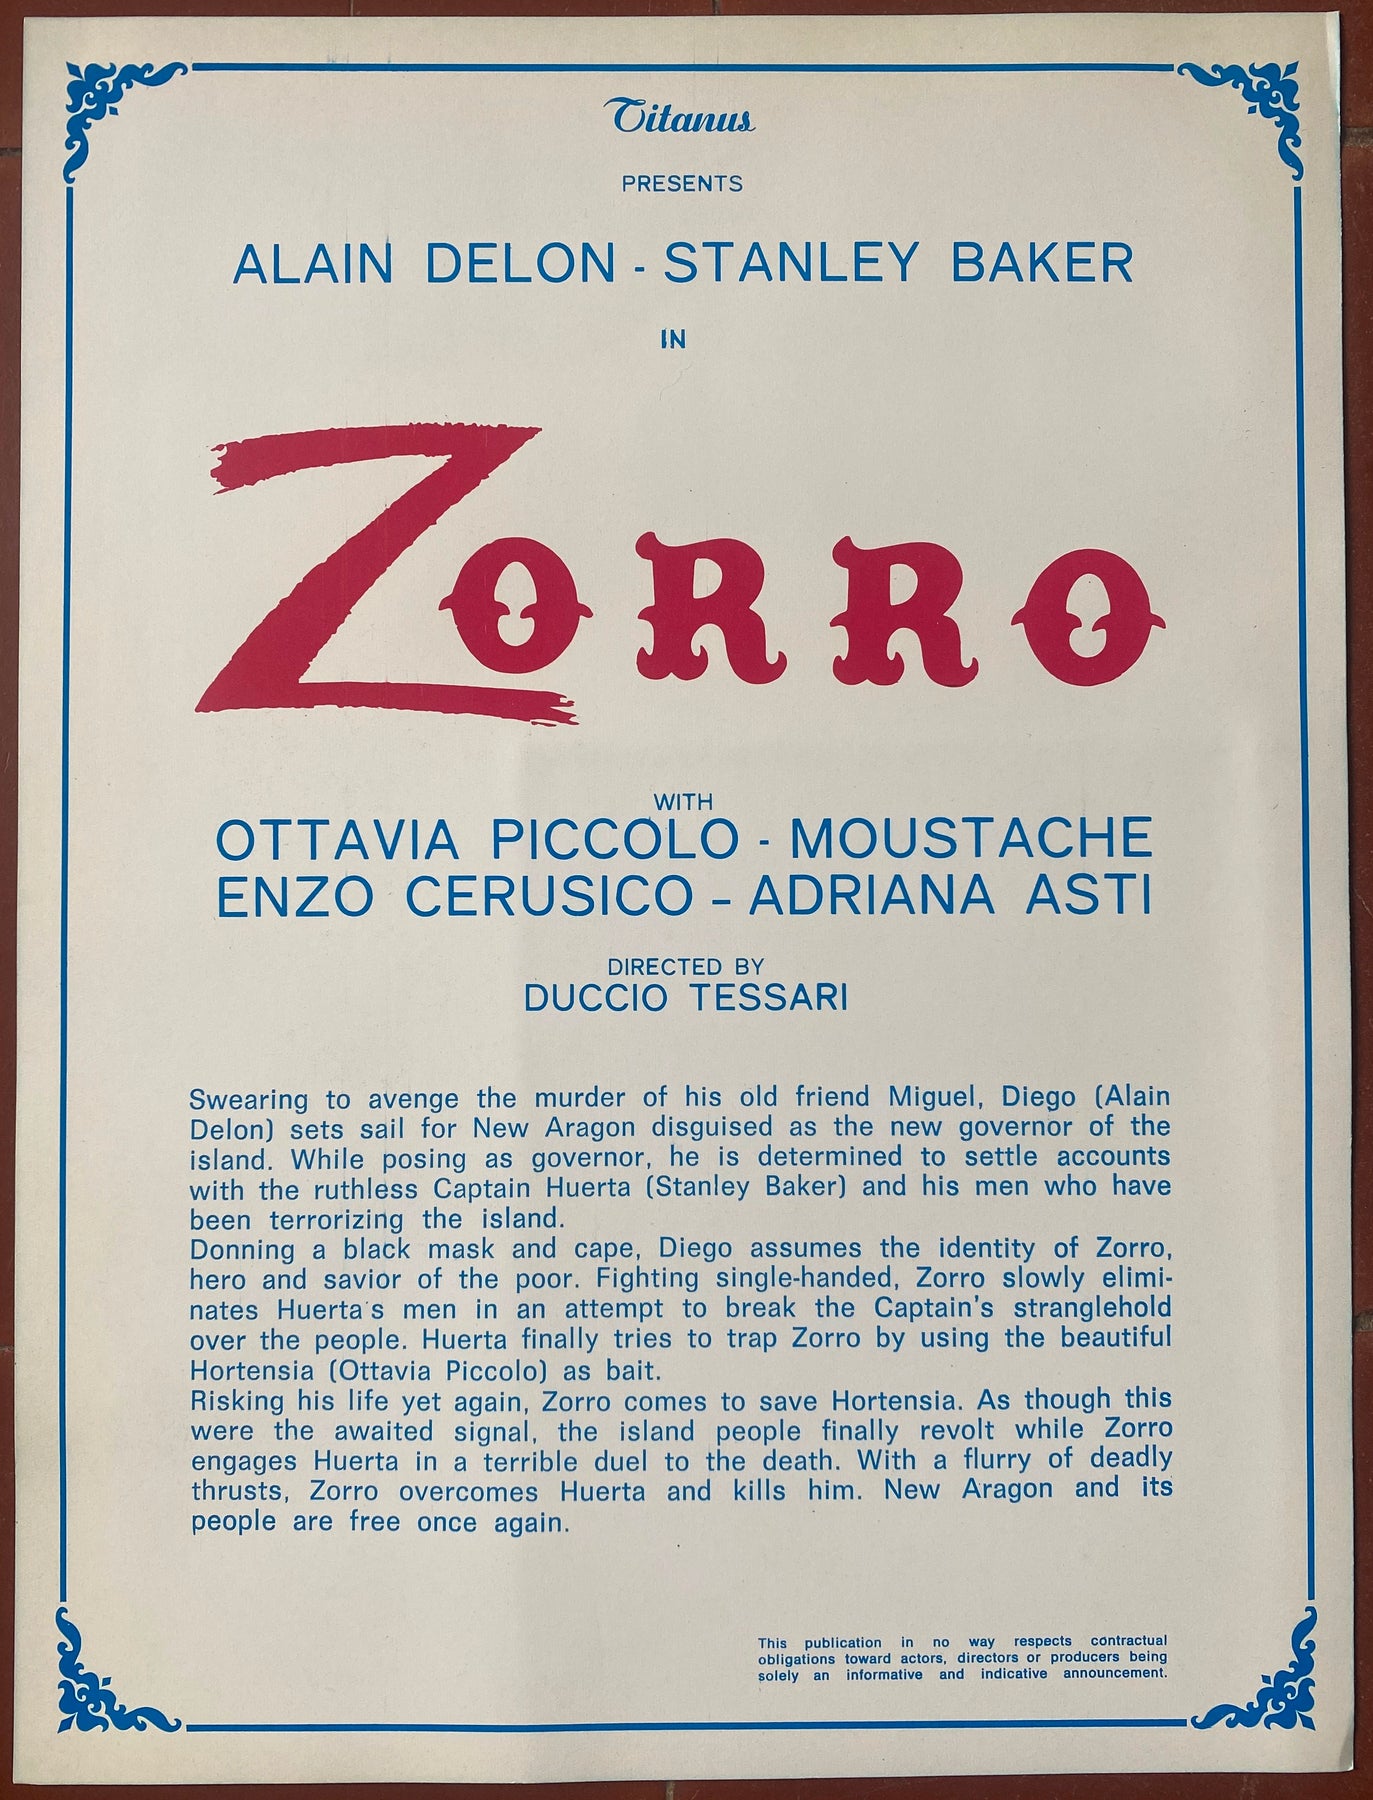 Titanus
PRESENTS
ALAIN DELON - STANLEY BAKER
IN
ZORRO
WITH
OTTAVIA PICCOLO - MOUSTACHE
ENZO CERUSICO - ADRIANA ASTI
DIRECTED BY
DUCCIO TESSARI
Swearing to avenge the murder of his old friend Miguel, Diego (Alain
Delon) sets sail for New Aragon disguised as the new governor of the
island. While posing as governor, he is determined to settle accounts
with the ruthless Captain Huerta (Stanley Baker) and his men who have
been terrorizing the island.
Donning a black mask and cape, Diego assumes the identity of Zorro,
hero and savior of the poor. Fighting single-handed, Zorro slowly elimi-
nates Huerta's men in an attempt to break the Captain's stranglehold
over the people. Huerta finally tries to trap Zorro by using the beautiful
Hortensia (Ottavia Piccolo) as bait.
Risking his life yet again, Zorro comes to save Hortensia. As though this
were the awaited signal, the island people finally revolt while Zorro
engages Huerta in a terrible duel to the death. With a flurry of deadly
thrusts, Zorro overcomes Huerta and kills him. New Aragon and its
people are free once again.
This publication in no way respects contractual
obligations toward actors, directors or producers being
solely an informative and indicative announcement.